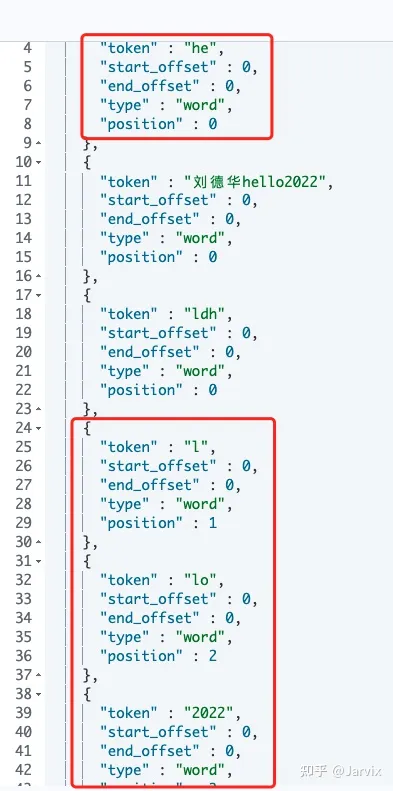 4 "token" : "he",
5 "start_offset" : 0,
6 "end_offset" : 0,
7 "type" : "word",
8 "position" : 0
9 },
10 {
11 "token" : "刘德华hello2022",
12 "start_offset" : 0,
13 "end_offset" : 0,
14 "type" : "word",
15 "position" : 0
16 },
17 {
18 "token" : "ldh",
19 "start_offset" : 0,
20 "end_offset" : 0,
21 "type" : "word",
22 "position" : 0
23 },
24 {
25 "token" : "l",
26 "start_offset" : 0,
27 "end_offset" : 0,
28 "type" : "word",
29 "position" : 1
30 },
31 {
32 "token" : "lo",
33 "start_offset" : 0,
34 "end_offset" : 0,
35 "type" : "word",
36 "position" : 2
37 },
38 {
39 "token" : "2022",
40 "start_offset" : 0,
41 "end_offset" : 0,
42 "type" : "word",
知乎 @Jarvix